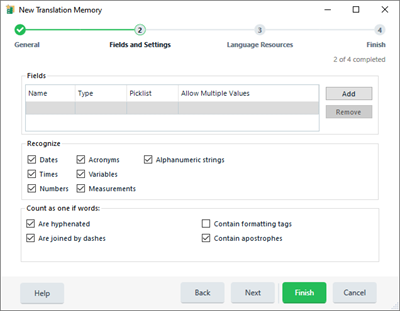 New Translation Memory
2 3 4
General Fields and Settings Language Resources Finish
2 of 4 completed
Fields
Name Type Picklist Allow Multiple Values
Add
Remove
Recognize
Dates Acronyms Alphanumeric strings
Times Variables
Numbers Measurements
Count as one if words:
Are hyphenated Contain formatting tags
Are joined by dashes Contain apostrophes
Help Back Next Finish Cancel